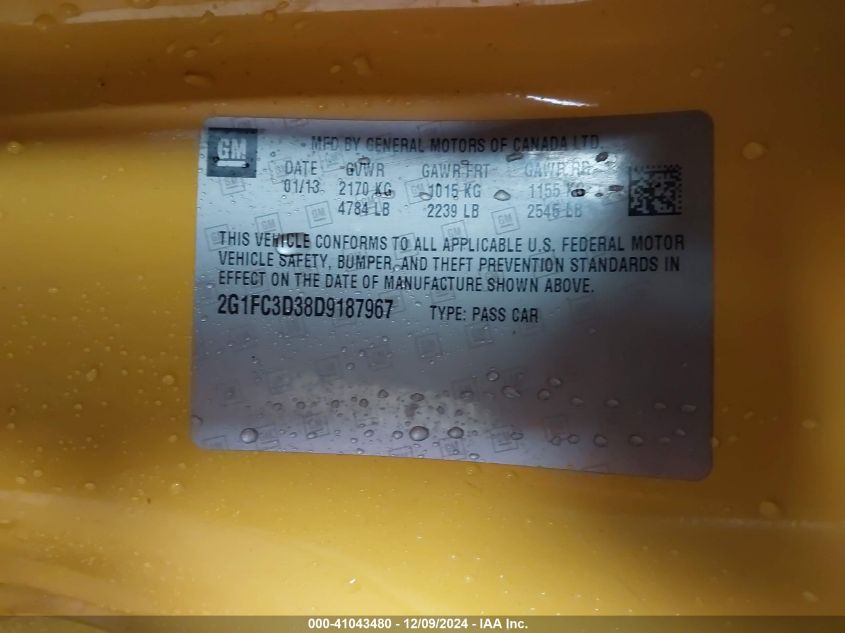 GM
MFD BY GENERAL MOTORS OF CANADA LTD.
DATE GVWR GAWR FRT GAWR RR
01/13 2170 KG 1015 KG 1155 KG
4784 LB 2239 LB 2546 LB
THIS VEHICLE CONFORMS TO ALL APPLICABLE U.S. FEDERAL MOTOR
VEHICLE SAFETY, BUMPER, AND THEFT PREVENTION STANDARDS IN
EFFECT ON THE DATE OF MANUFACTURE SHOWN ABOVE.
2G1FC3D38D9187967 TYPE: PASS CAR
000-41043480 - 12/09/2024 - IAA Inc.